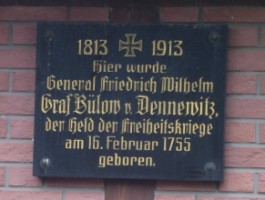 1813 1913
Hier wurde
General Friedrich Wilhelm
Graf Bülow v. Dennewitz,
der Held der Freiheitskriege
am 16. Februar 1755
geboren.